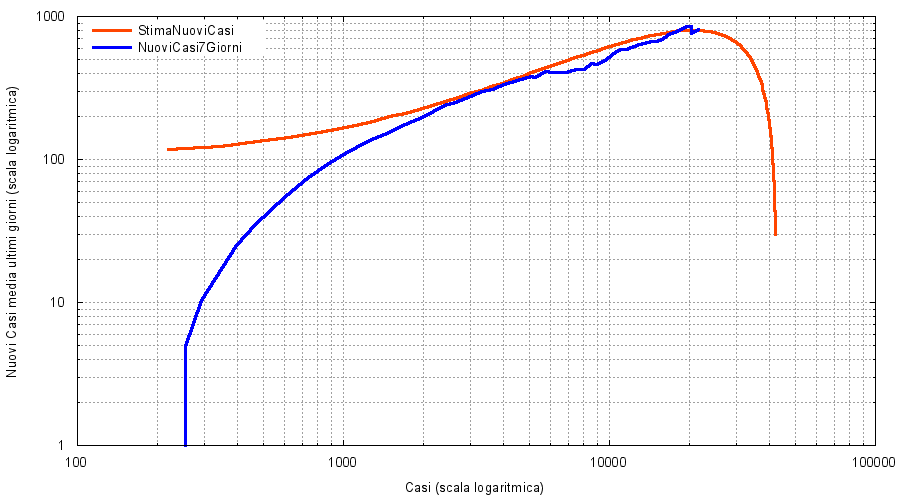 1000
StimaNuoviCasi
NuoviCasi7Giorni
100
10
1
Nuovi Casi media ultimi giorni (scala logaritmica)
100
1000
10000
100000
Casi (scala logaritmica)